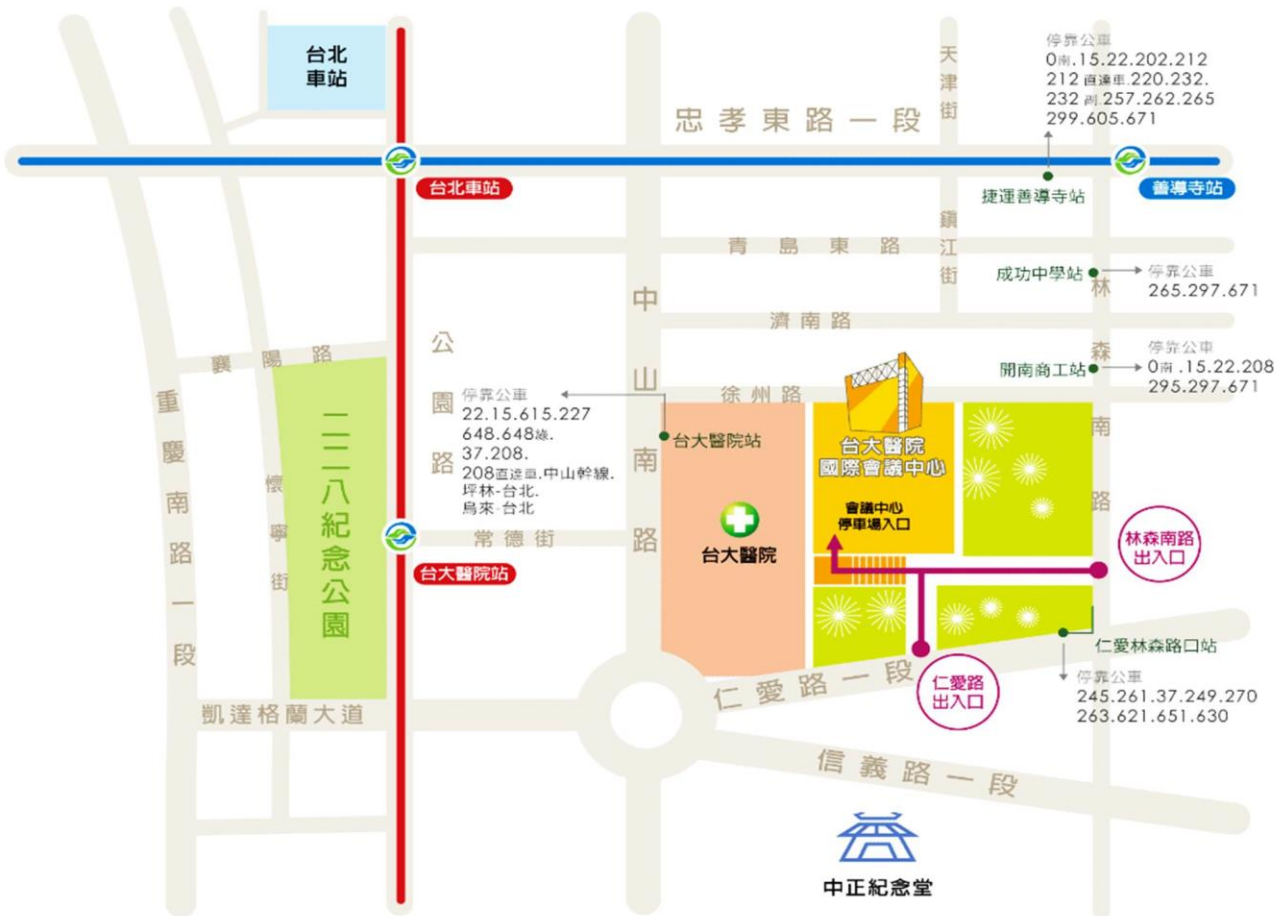 台北
車站
天津街
停靠公車
0南.15.22.202.212
212 直達車.220.232.
232 副.257.262.265
299.605.671
忠孝東路一段
台北車站
捷運善導寺站
善導寺站
青島東路
鎮江街
成功中學站
停靠公車
265.297.671
濟南路
中山南路
公園路
林森南路
襄陽路
停靠公車
0南.15.22.208
295.297.671
開南商工站
徐州路
重慶南路一段
懷寧街
二二八紀念公園
停靠公車
22.15.615.227
648.648綠.
37.208.
208直達車.中山幹線.
坪林-台北.
烏來-台北
台大醫院站
台大醫院
國際會議中心
會議中心
停車場入口
台大醫院
常德街
台大醫院站
林森南路
出入口
仁愛林森路口站
停靠公車
245.261.37.249.270
263.621.651.630
仁愛路一段
仁愛路
出入口
凱達格蘭大道
信義路一段
中正紀念堂